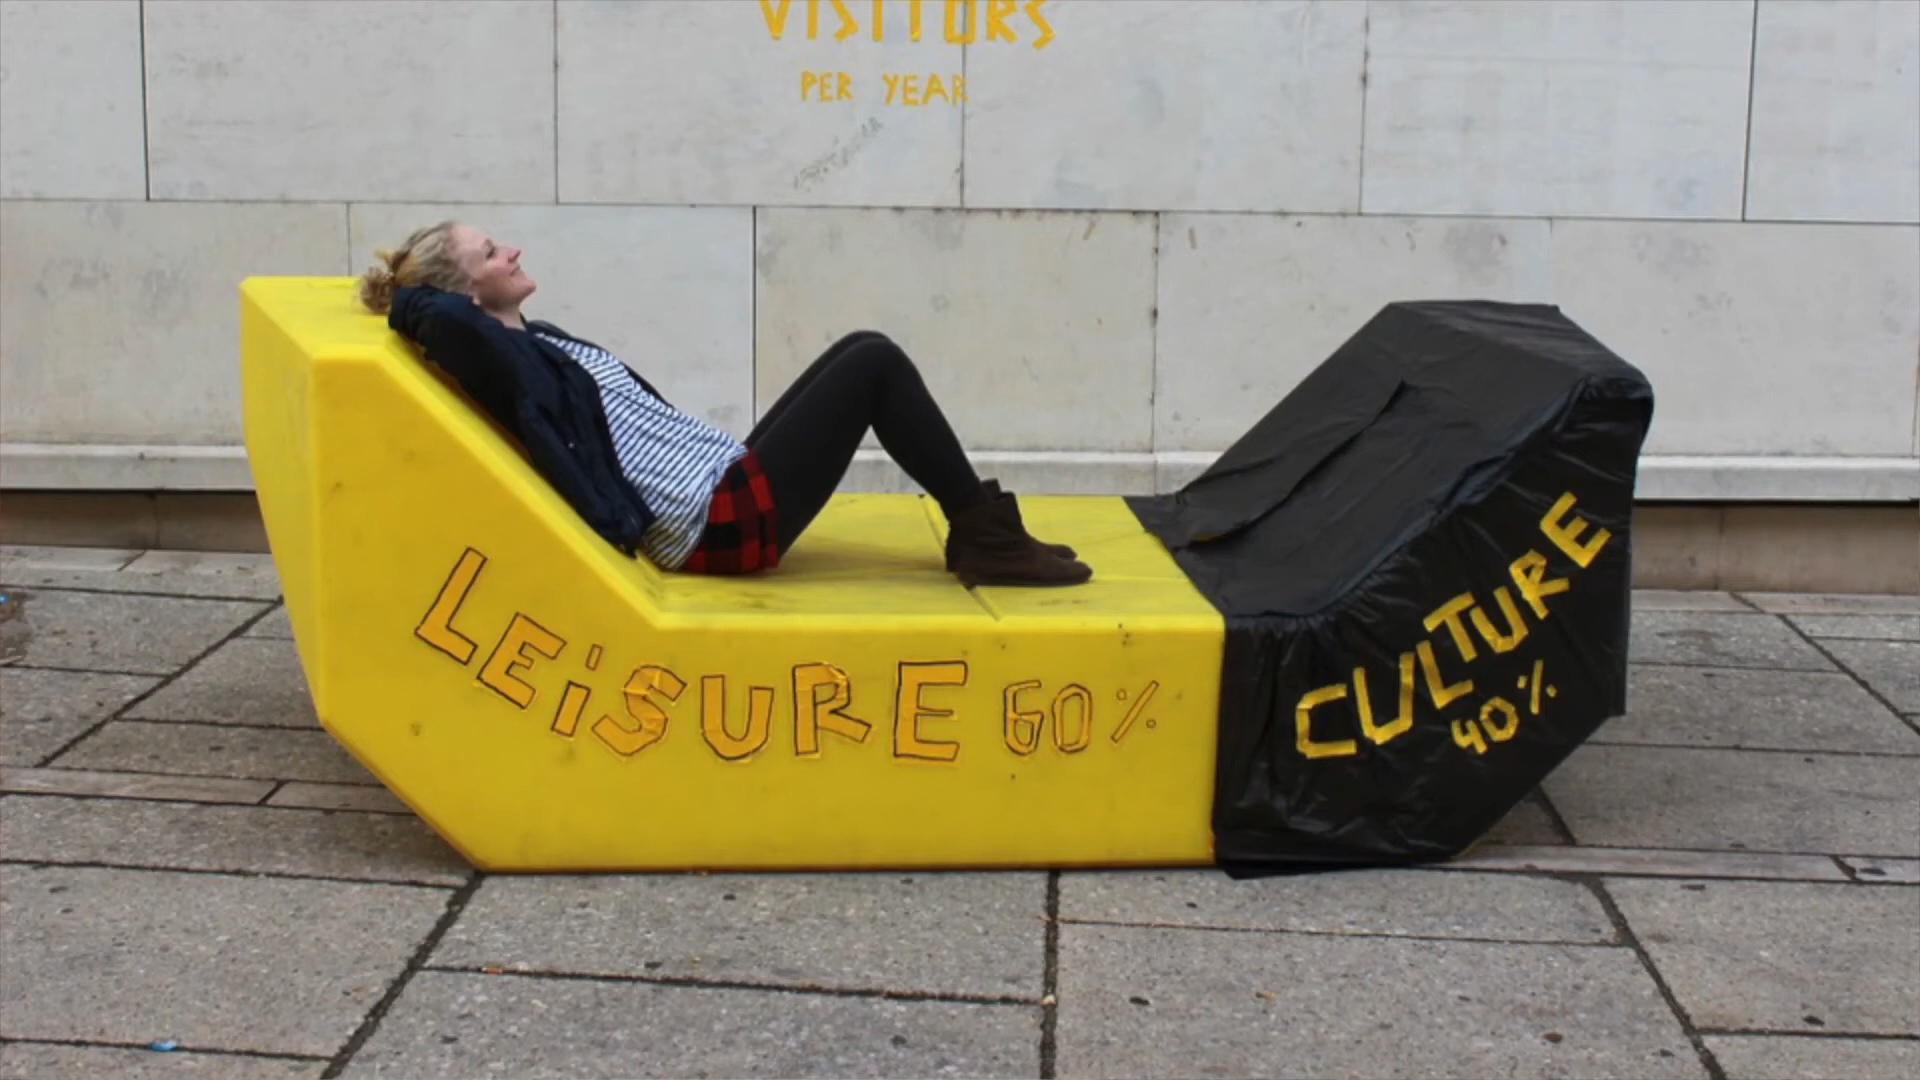 VISITORS
PER YEAR
LEiSURE 60%
CULTURE
40%